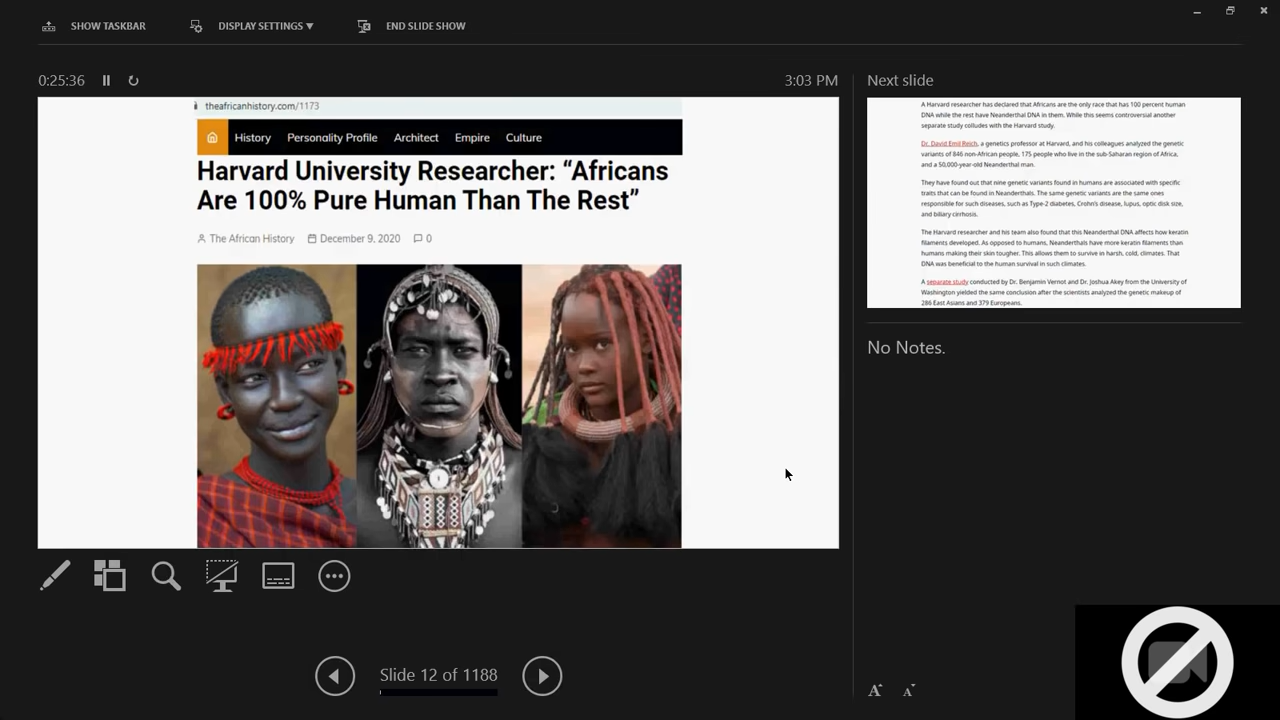 SHOW TASKBAR
DISPLAY SETTINGS ▼
END SLIDE SHOW
0:25:36
3:03 PM
theafricanhistory.com/1173
History
Personality Profile
Architect
Empire
Culture
Harvard University Researcher: “Africans
Are 100% Pure Human Than The Rest”
The African History
December 9, 2020
0
Slide 12 of 1188
Next slide
A Harvard researcher has declared that Africans are the only race that has 100 percent human
DNA while the rest have Neanderthal DNA in them. While this seems controversial another
separate study colludes with the Harvard study.
Dr. David Emil Reich, a genetics professor at Harvard, and his colleagues analyzed the genetic
variants of 846 non-African people, 175 people who live in the sub-Saharan region of Africa,
and a 50,000-year-old Neanderthal man.
They have found out that nine genetic variants found in humans are associated with specific
traits that can be found in Neanderthals. The same genetic variants are the same ones
responsible for such diseases, such as Type-2 diabetes, Crohn's disease, lupus, optic disk size,
and biliary cirrhosis.
The Harvard researcher and his team also found that this Neanderthal DNA affects how keratin
filaments developed. As opposed to humans, Neanderthals have more keratin filaments than
humans making their skin tougher. This allows them to survive in harsh, cold, climates. That
DNA was beneficial to the human survival in such climates.
A separate study conducted by Dr. Benjamin Vernot and Dr. Joshua Akey from the University of
Washington yielded the same conclusion after the scientists analyzed the genetic makeup of
286 East Asians and 379 Europeans.
No Notes.
A
A